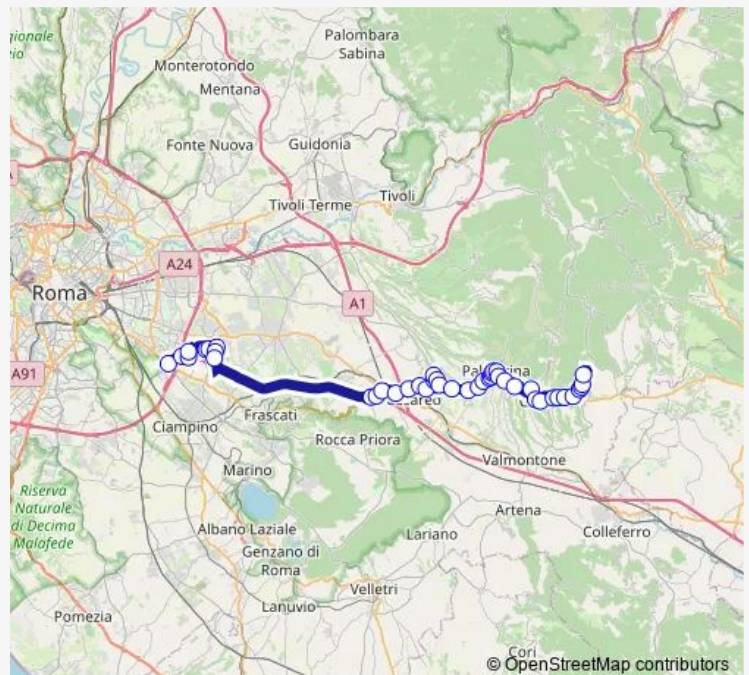 Palombara
Sabina
Monterotondo
Mentana
Fonte Nuova
Guidonia
Tivoli
Tivoli Terme
A24
Roma
A1
A91
Frascati
Ciampino
Rocca Priora
Marino
Valmontone
Riserva
Naturale
di Decima
Malafede
Artena
Albano Laziale
Colleferro
Lariano
Genzano di
Roma
Velletri
Lanuvio
Pomezia
Cori
© OpenStreetMap contributors